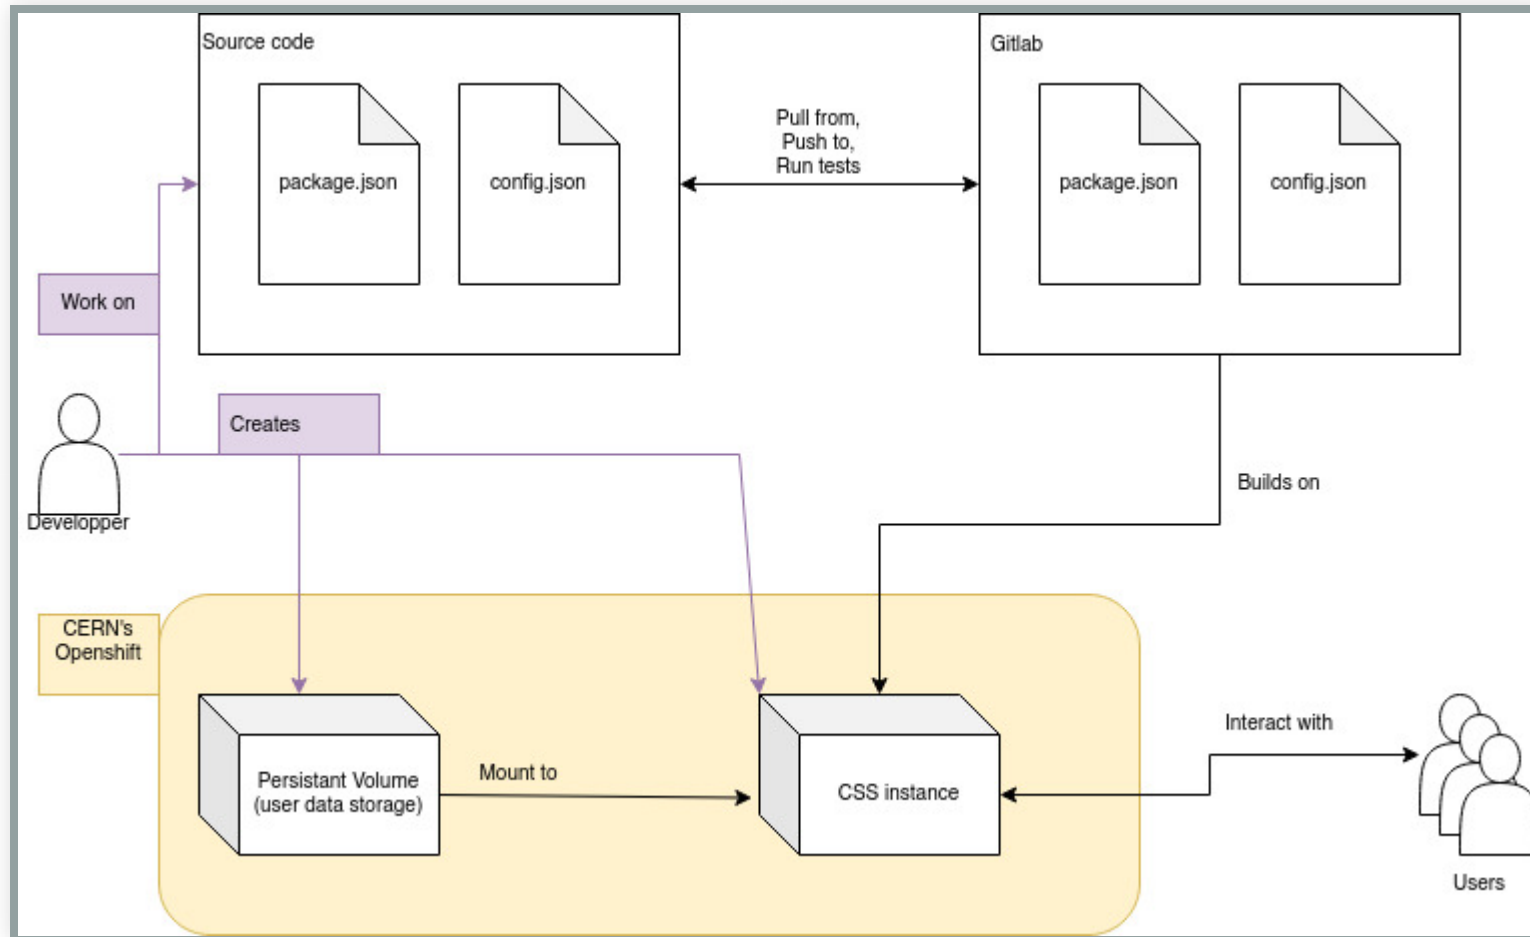 Source code
package.json
config.json
Pull from,
Push to,
Run tests
Gitlab
package.json
config.json
Work on
Creates
Developper
Builds on
CERN's
Openshift
Persistant Volume
(user data storage)
Mount to
CSS instance
Interact with
Users